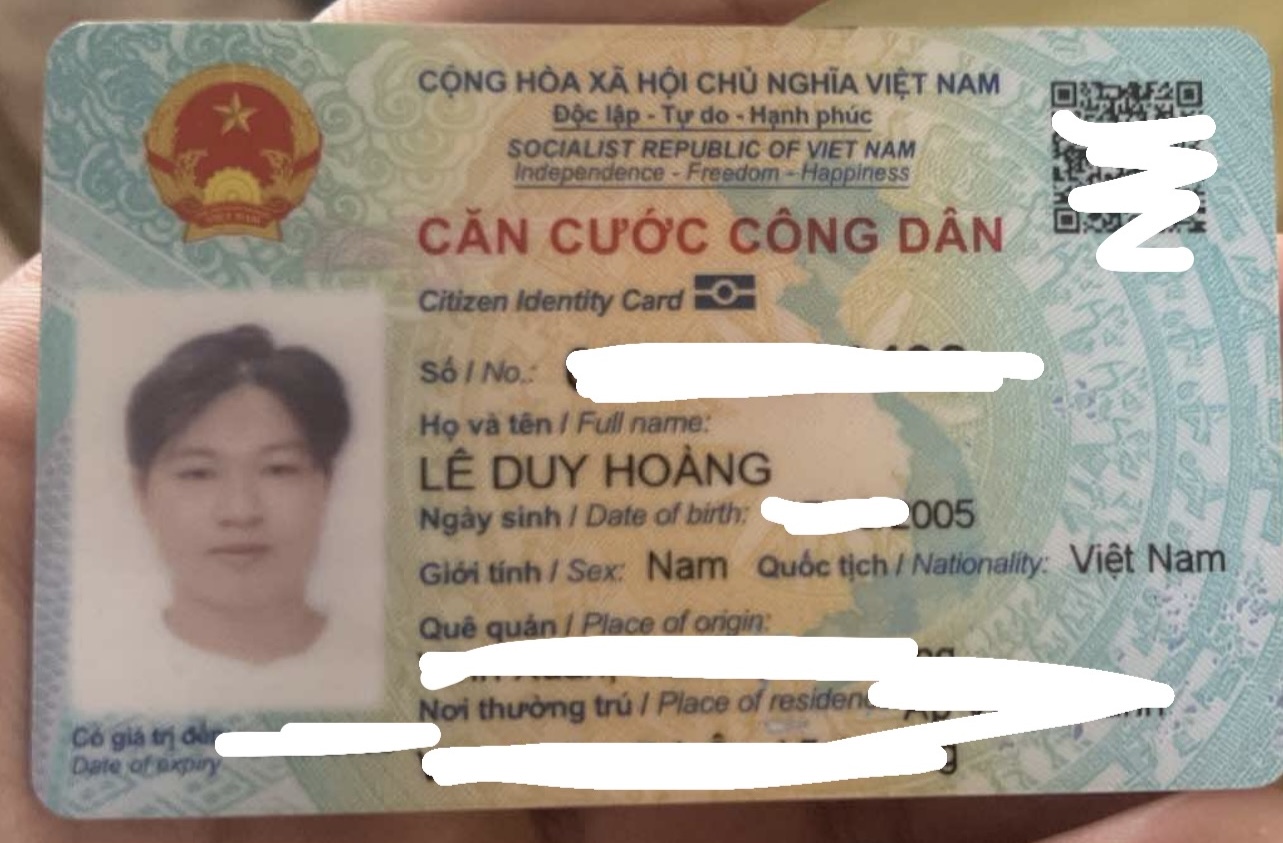 CỘNG HÒA XÃ HỘI CHỦ NGHĨA VIỆT NAM
Độc lập - Tự do - Hạnh phúc
SOCIALIST REPUBLIC OF VIET NAM
Independence - Freedom - Happiness
CĂN CƯỚC CÔNG DÂN
Citizen Identity Card
Số / No.:
Họ và tên / Full name:
LÊ DUY HOÀNG
Ngày sinh / Date of birth: 2005
Giới tính / Sex: Nam Quốc tịch / Nationality: Việt Nam
Quê quán / Place of origin:
Nơi thường trú / Place of
Có giá trị
Date of expiry